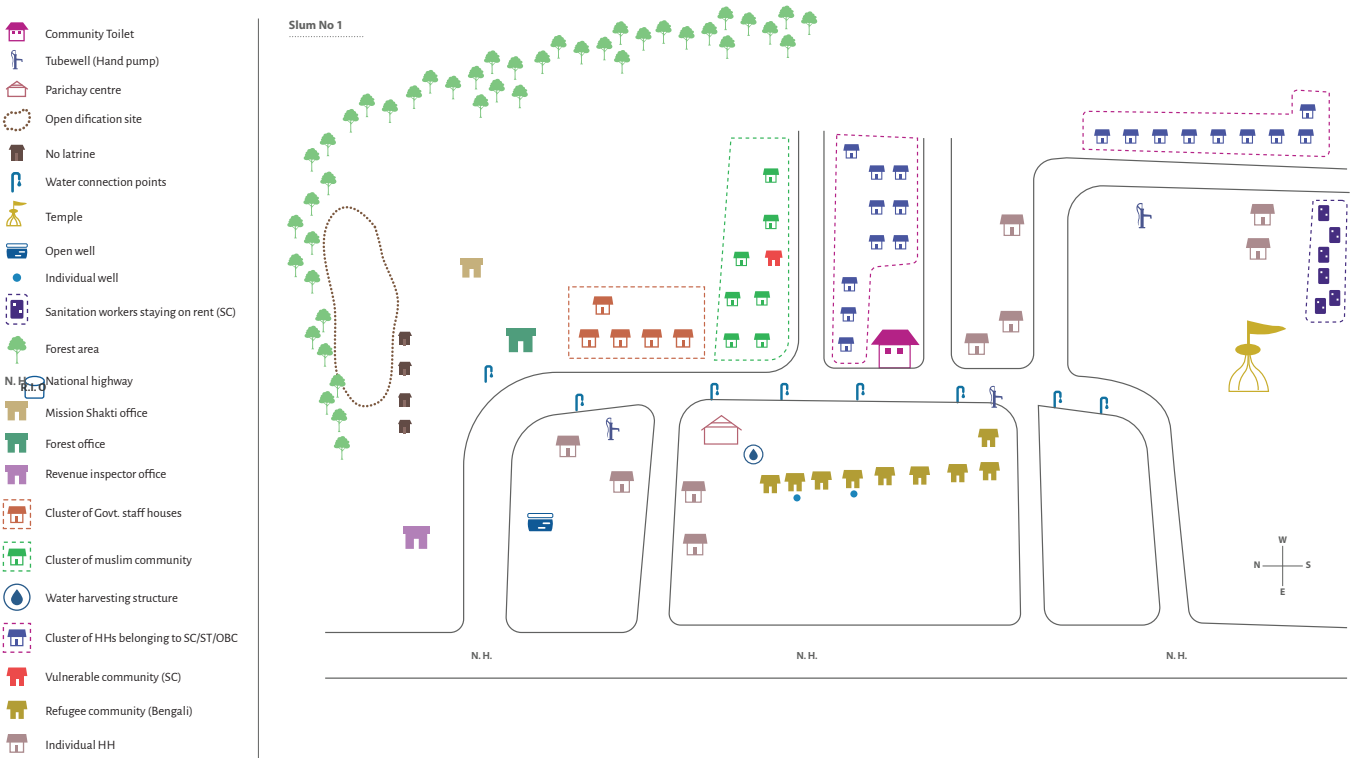 Slum No 1
Community Toilet
Tubewell (Hand pump)
Parichay centre
Open dification site
No latrine
Water connection points
Temple
Open well
Individual well
Sanitation workers staying on rent (SC)
Forest area
N. H. National highway
R.I. O
Mission Shakti office
Forest office
Revenue inspector office
Cluster of Govt. staff houses
Cluster of muslim community
Water harvesting structure
Cluster of HHs belonging to SC/ST/OBC
Vulnerable community (SC)
Refugee community (Bengali)
Individual HH
W
N
S
E
N. H.
N. H.
N. H.